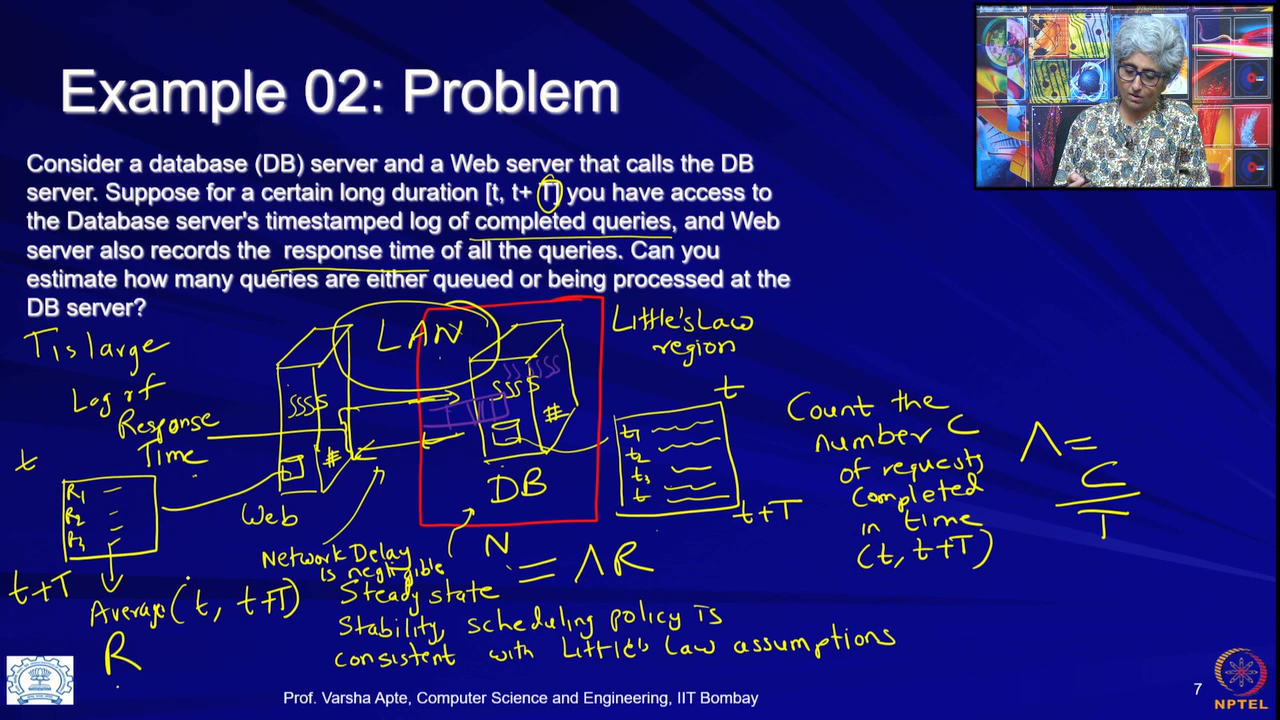 Example 02: Problem
Consider a database (DB) server and a Web server that calls the DB
server. Suppose for a certain long duration [t, t+ T] you have access to
the Database server's timestamped log of completed queries, and Web
server also records the response time of all the queries. Can you
estimate how many queries are either queued or being processed at the
DB server?
T is large
Log of
Response
Time
t
R1
R2
R3
t+T
Average (t, t+T)
R
LAN
Web
#
DB
#
Network Delay
is negligible
Little's Law
region
t
t1
t2
t3
t
t+T
Count the
number C
of requests
completed
in time
(t, t+T)
Λ =
C
T
N = ΛR
Steady state
Stability, scheduling policy is
consistent with Little's Law assumptions
Prof. Varsha Apte, Computer Science and Engineering, IIT Bombay
7
NPTEL